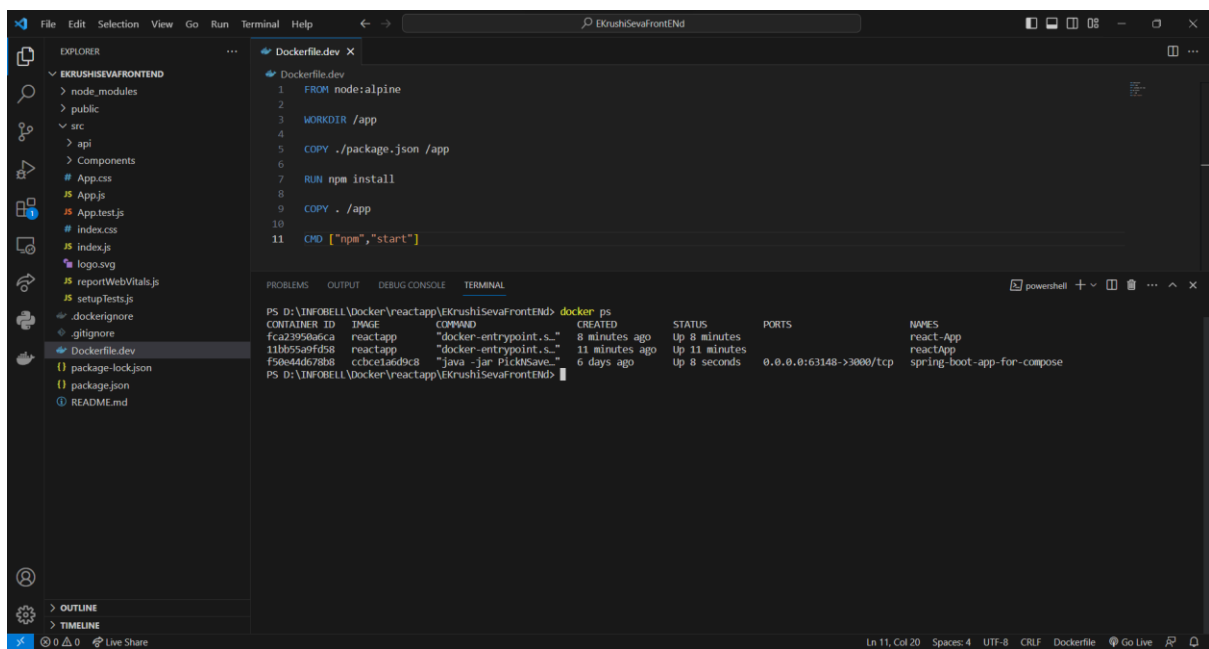 File Edit Selection View Go Run Terminal Help
EKrushiSevaFrontENd
EXPLORER
EKRUSHISEVAFRONTEND
node_modules
public
src
api
Components
# App.css
JS App.js
JS App.test.js
# index.css
JS index.js
logo.svg
JS reportWebVitals.js
JS setupTests.js
.dockerignore
.gitignore
Dockerfile.dev
{} package-lock.json
{} package.json
README.md
OUTLINE
TIMELINE
1
Dockerfile.dev
Dockerfile.dev
1 FROM node:alpine
2
3 WORKDIR /app
4
5 COPY ./package.json /app
6
7 RUN npm install
8
9 COPY . /app
10
11 CMD ["npm","start"]
PROBLEMS OUTPUT DEBUG CONSOLE TERMINAL
powershell
PS D:\INFOBELL\Docker\reactapp\EKrushiSevaFrontENd> docker ps
CONTAINER ID IMAGE COMMAND CREATED STATUS PORTS NAMES
fca23950a6ca reactapp "docker-entrypoint.s…" 8 minutes ago Up 8 minutes react-App
11bb55a9fd58 reactapp "docker-entrypoint.s…" 11 minutes ago Up 11 minutes reactApp
f50e44d678b8 ccbce1a6d9c8 "java -jar PickNSave…" 6 days ago Up 8 seconds 0.0.0.0:63148->3000/tcp spring-boot-app-for-compose
PS D:\INFOBELL\Docker\reactapp\EKrushiSevaFrontENd>
0 0 Live Share
Ln 11, Col 20 Spaces: 4 UTF-8 CRLF Dockerfile Go Live